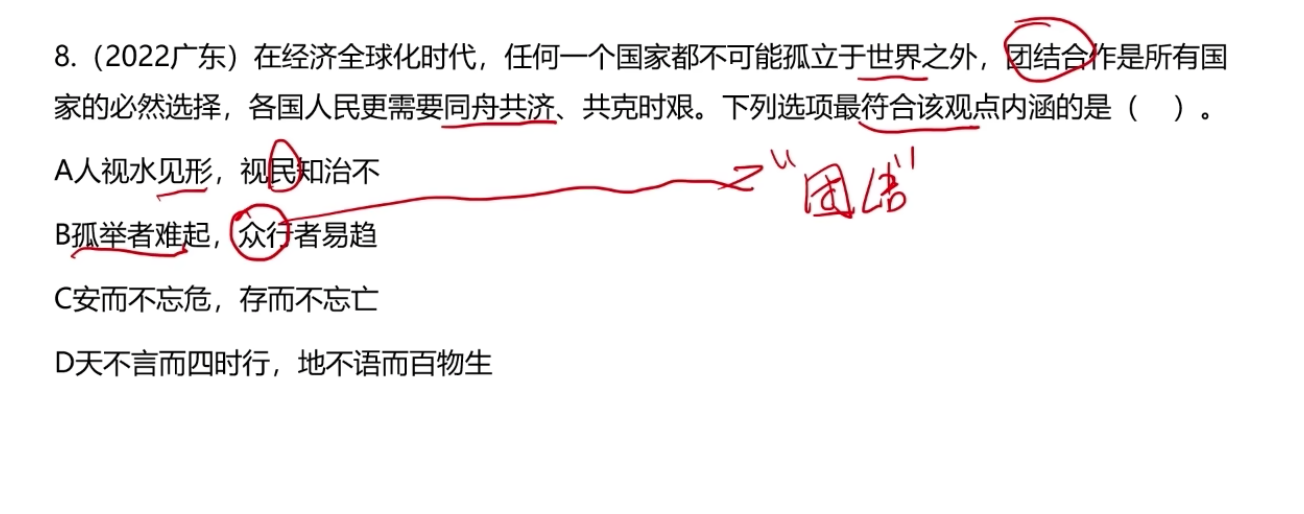 8.（2022广东）在经济全球化时代，任何一个国家都不可能孤立于世界之外，团结合作是所有国
家的必然选择，各国人民更需要同舟共济、共克时艰。下列选项最符合该观点内涵的是（　）。
A人视水见形，视民知治不
"团结"
B孤举者难起，众行者易趋
C安而不忘危，存而不忘亡
D天不言而四时行，地不语而百物生